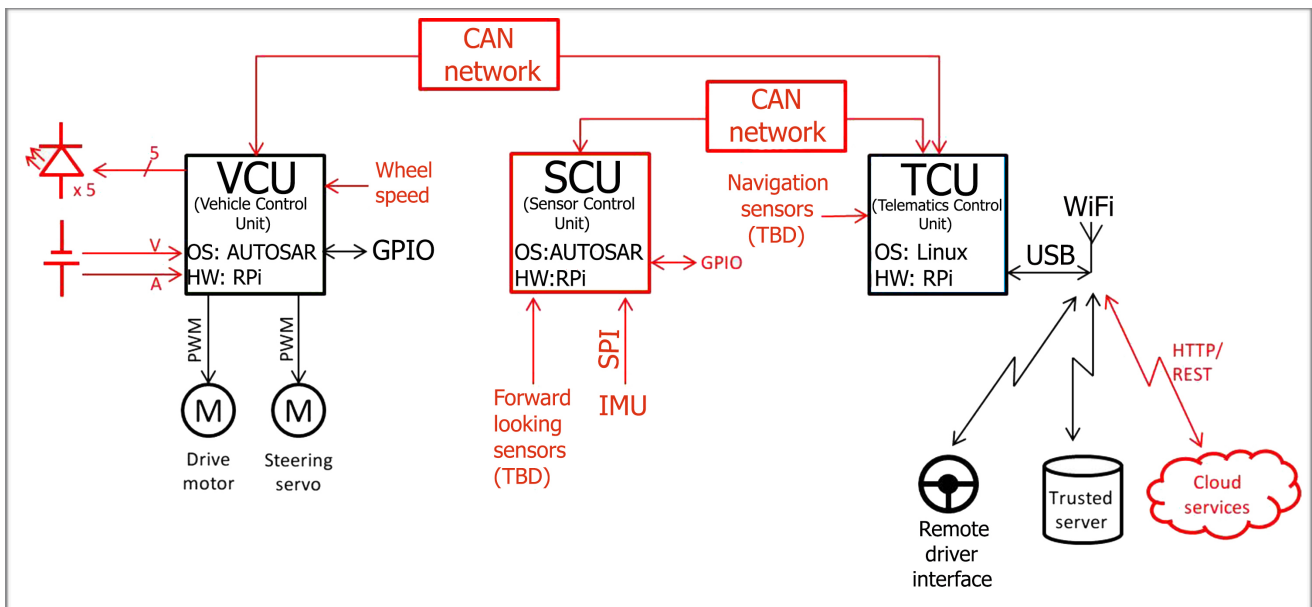 CAN
network
CAN
network
5
x 5
VCU
(Vehicle Control
Unit)
OS: AUTOSAR
HW: RPi
Wheel
speed
GPIO
V
A
PWM
PWM
M
M
Drive
motor
Steering
servo
SCU
(Sensor Control
Unit)
OS:AUTOSAR
HW:RPi
GPIO
SPI
Forward
looking
sensors
(TBD)
IMU
Navigation
sensors
(TBD)
TCU
(Telematics Control
Unit)
OS: Linux
HW: RPi
WiFi
USB
HTTP/
REST
Remote
driver
interface
Trusted
server
Cloud
services